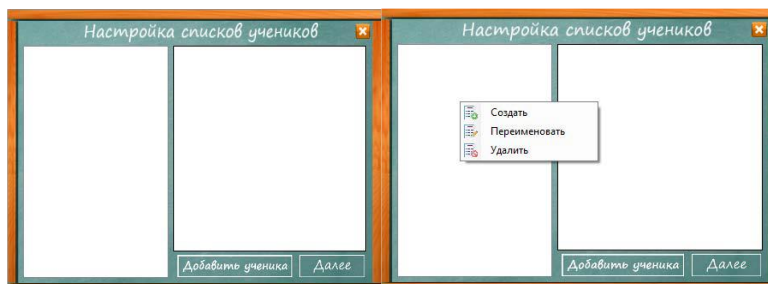 Настройка списков учеников
Добавить ученика
Далее
Настройка списков учеников
Создать
Переименовать
Удалить
Добавить ученика
Далее